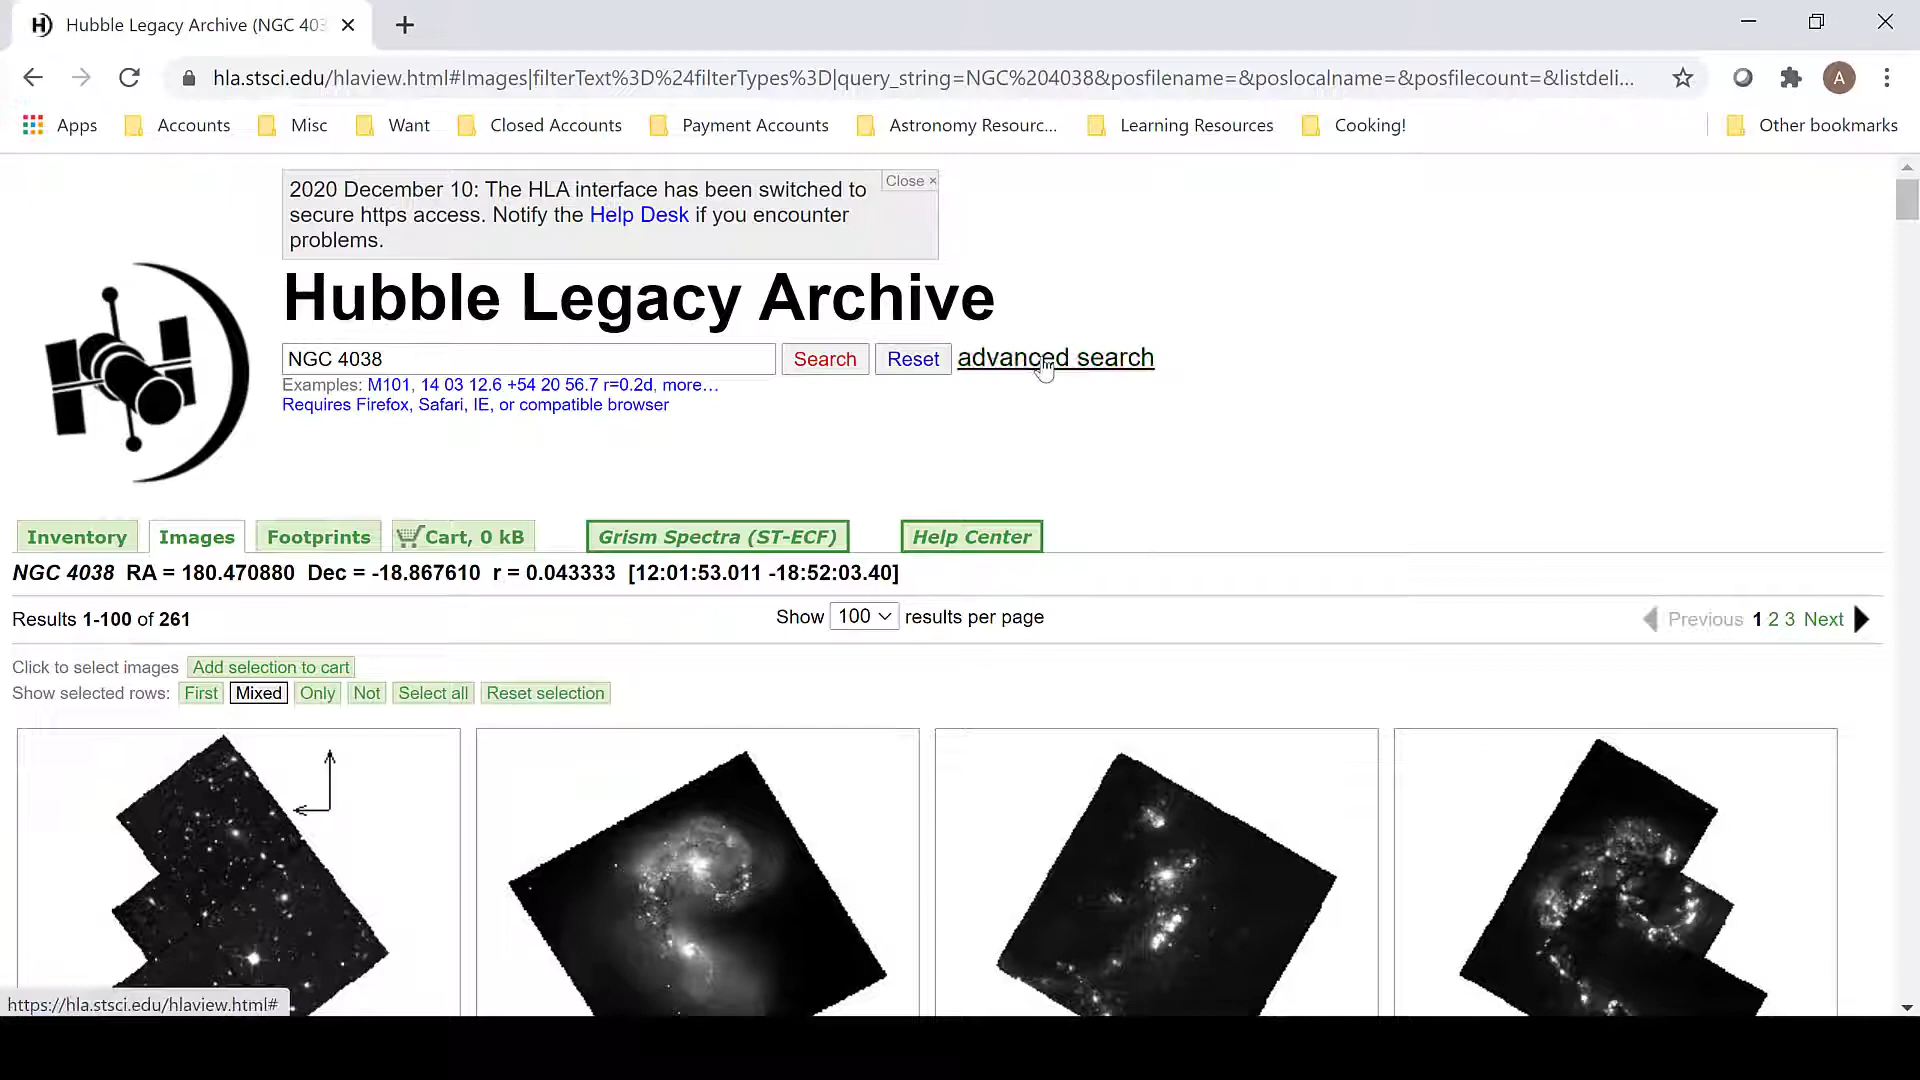 Hubble Legacy Archive (NGC 403
hla.stsci.edu/hlaview.html#Images|filterText%3D%24filterTypes%3D|query_string=NGC%204038&posfilename=&poslocalname=&posfilecount=&listdeli...
A
Apps Accounts Misc Want Closed Accounts Payment Accounts Astronomy Resourc... Learning Resources Cooking! Other bookmarks
2020 December 10: The HLA interface has been switched to Close ×
secure https access. Notify the Help Desk if you encounter
problems.
Hubble Legacy Archive
NGC 4038 Search Reset advanced search
Examples: M101, 14 03 12.6 +54 20 56.7 r=0.2d, more...
Requires Firefox, Safari, IE, or compatible browser
Inventory Images Footprints Cart, 0 kB Grism Spectra (ST-ECF) Help Center
NGC 4038 RA = 180.470880 Dec = -18.867610 r = 0.043333 [12:01:53.011 -18:52:03.40]
Results 1-100 of 261 Show 100 results per page Previous 1 2 3 Next
Click to select images Add selection to cart
Show selected rows: First Mixed Only Not Select all Reset selection
https://hla.stsci.edu/hlaview.html#